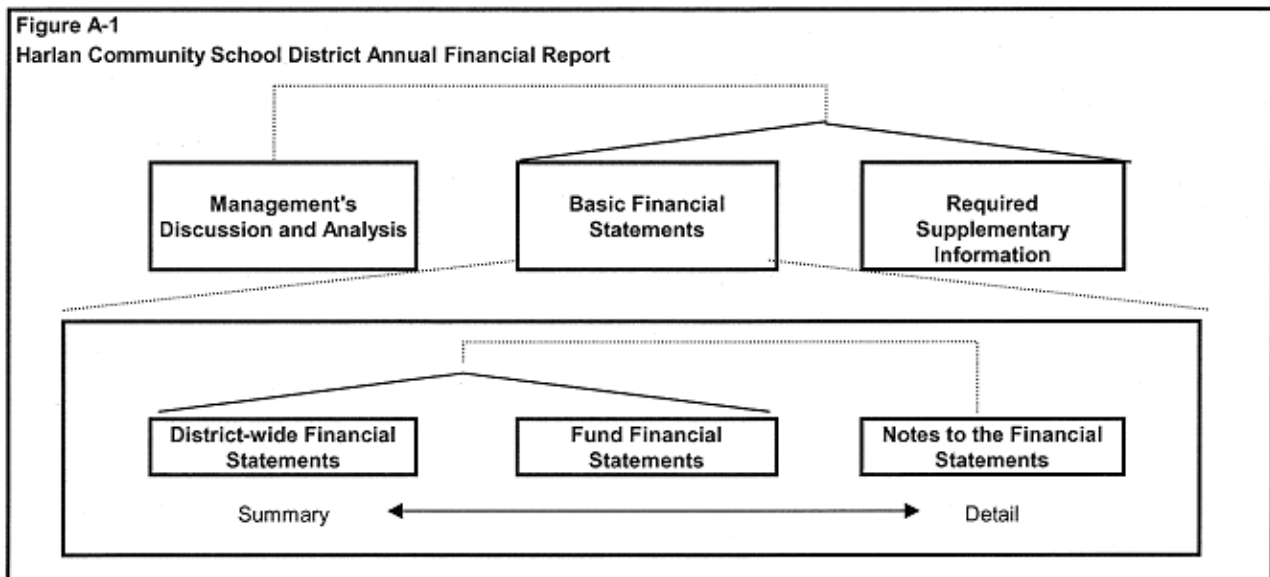 Figure A-1
Harlan Community School District Annual Financial Report
Management's
Discussion and Analysis
Basic Financial
Statements
Required
Supplementary
Information
District-wide Financial
Statements
Fund Financial
Statements
Notes to the Financial
Statements
Summary
Detail